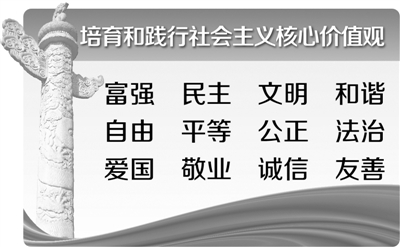 培育和践行社会主义核心价值观
富强 民主 文明 和谐
自由 平等 公正 法治
爱国 敬业 诚信 友善